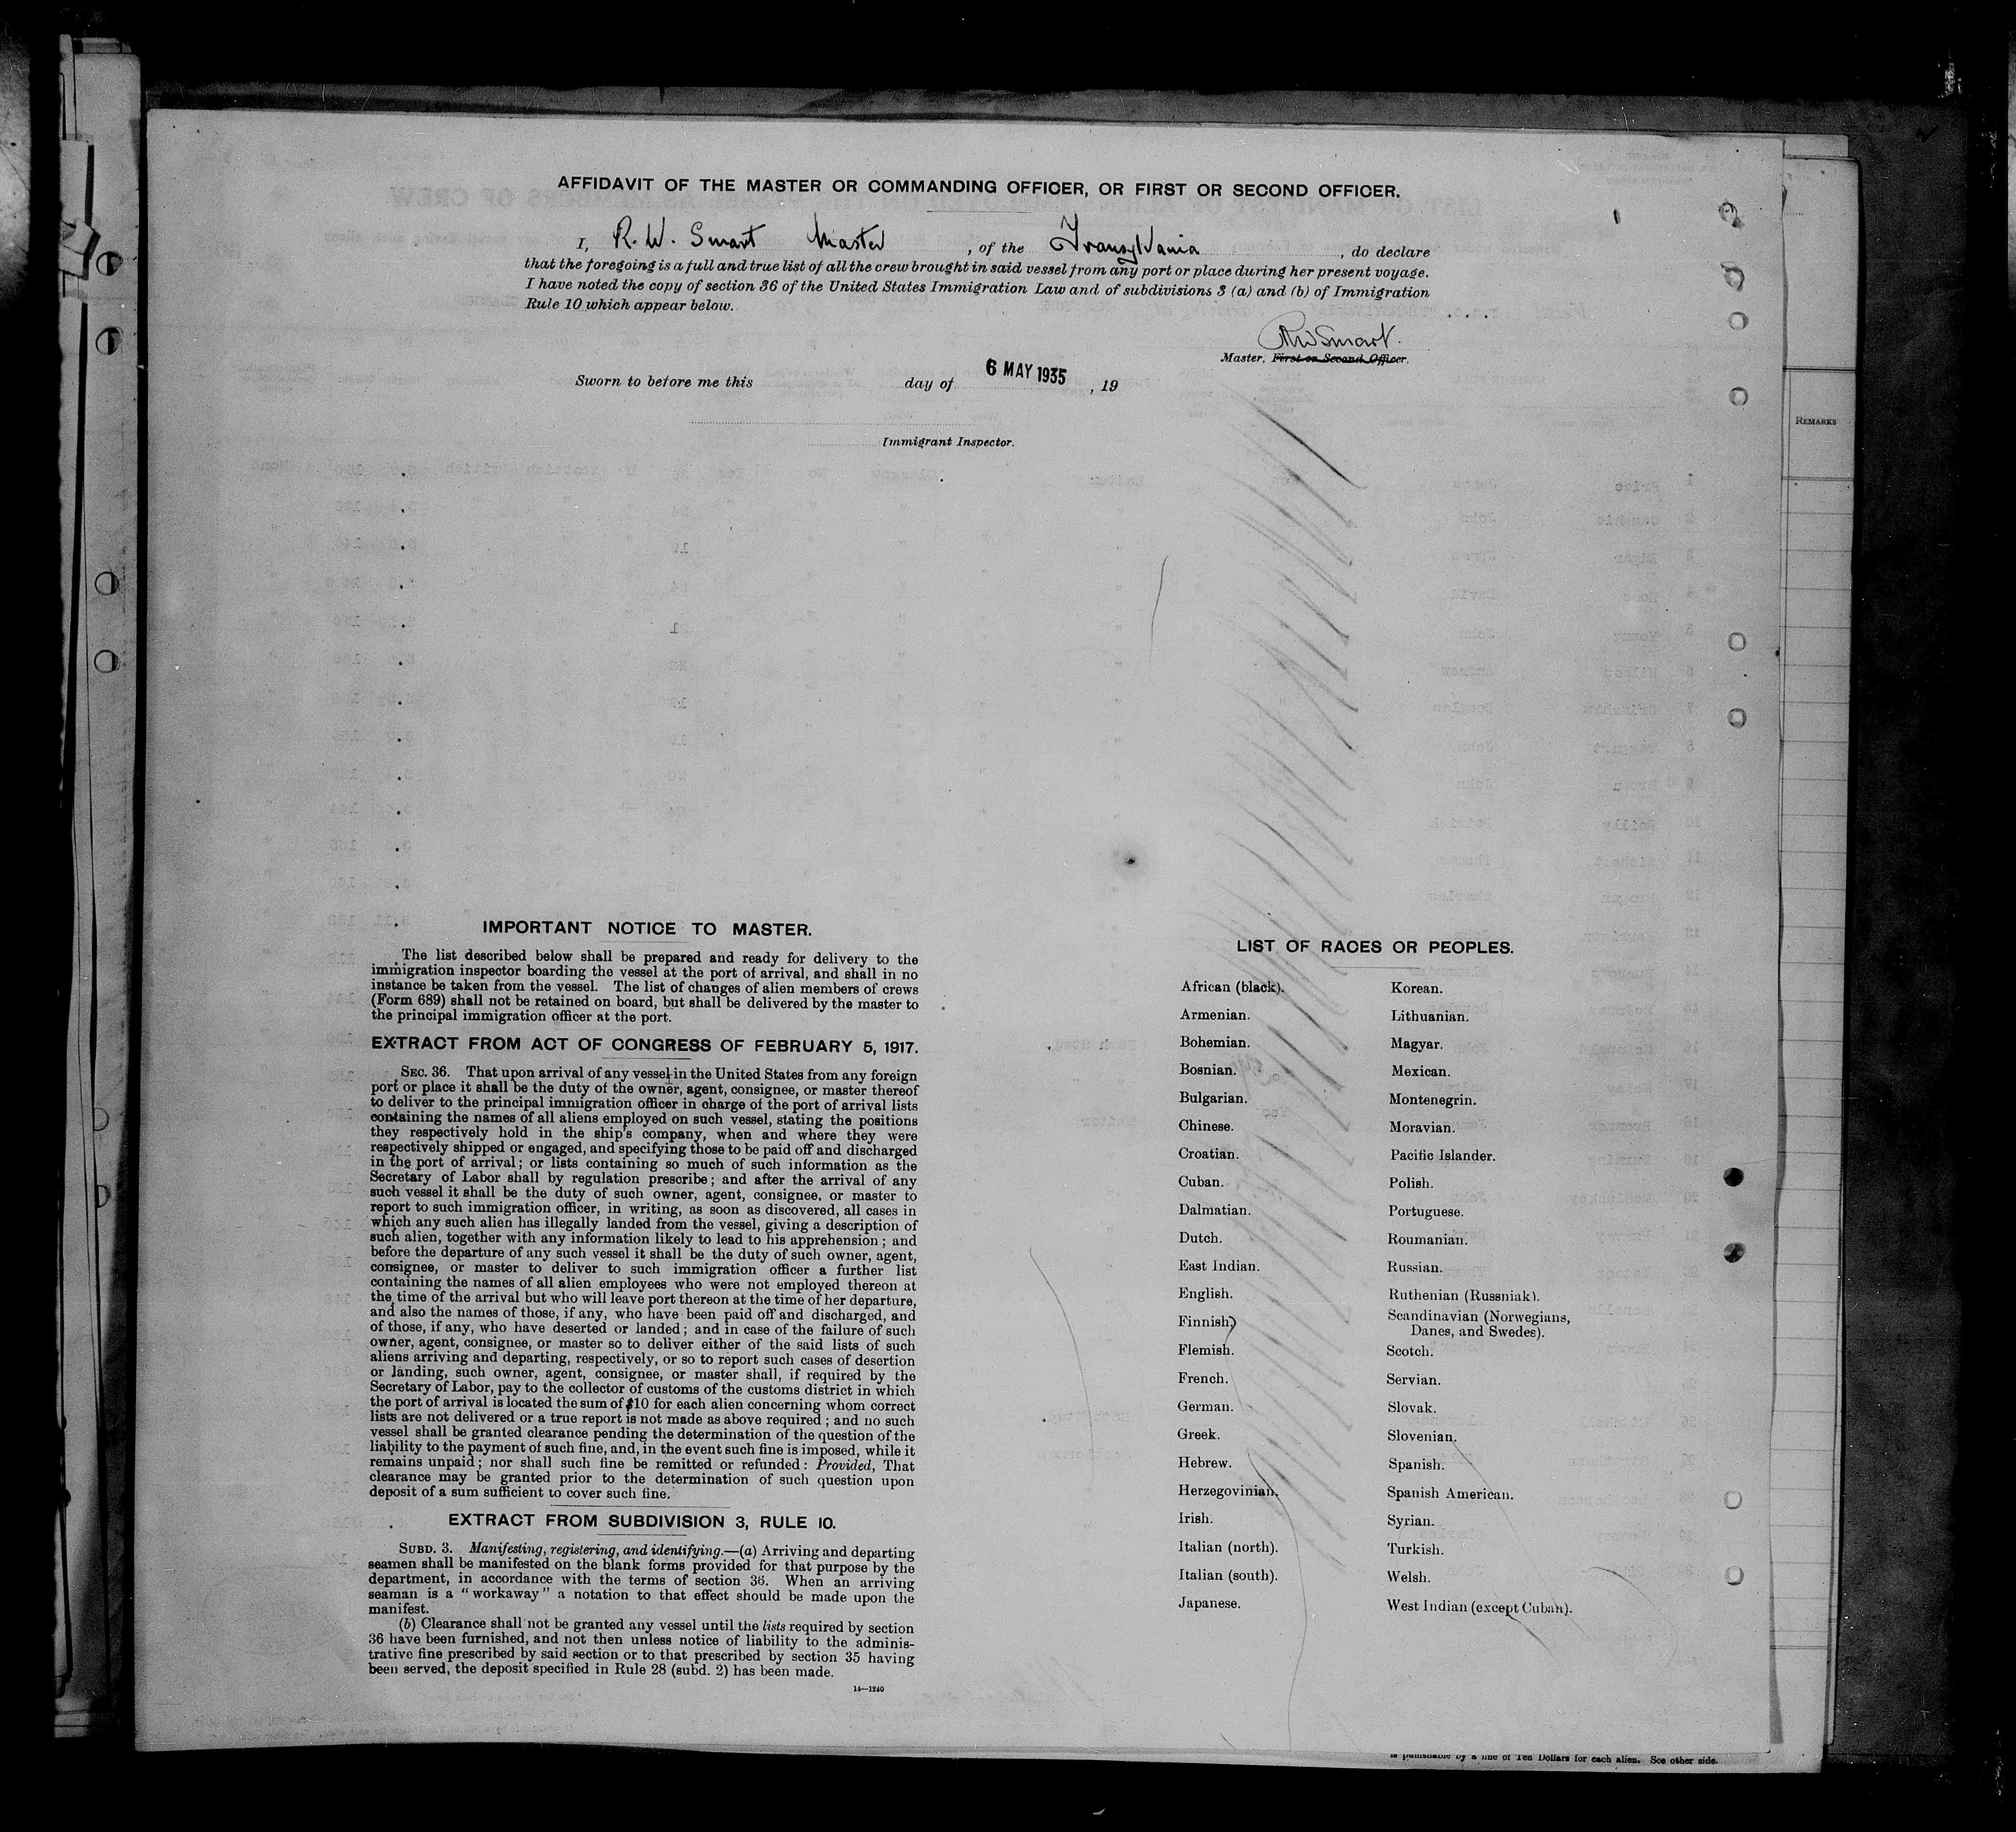 AFFIDAVIT OF THE MASTER OR COMMANDING OFFICER, OR FIRST OR SECOND OFFICER.
I, R. W. Smart Master , of the Transylvania , do declare
that the foregoing is a full and true list of all the crew brought in said vessel from any port or place during her present voyage.
I have noted the copy of section 36 of the United States Immigration Law and of subdivisions 3 (a) and (b) of Immigration
Rule 10 which appear below.
RWSmart.
Master, First or Second Officer.
Sworn to before me this day of 6 MAY 1935 , 19
Immigrant Inspector.
REMARKS
IMPORTANT NOTICE TO MASTER.
The list described below shall be prepared and ready for delivery to the
immigration inspector boarding the vessel at the port of arrival, and shall in no
instance be taken from the vessel. The list of changes of alien members of crews
(Form 689) shall not be retained on board, but shall be delivered by the master to
the principal immigration officer at the port.
EXTRACT FROM ACT OF CONGRESS OF FEBRUARY 5, 1917.
SEC. 36. That upon arrival of any vessel in the United States from any foreign
port or place it shall be the duty of the owner, agent, consignee, or master thereof
to deliver to the principal immigration officer in charge of the port of arrival lists
containing the names of all aliens employed on such vessel, stating the positions
they respectively hold in the ship's company, when and where they were
respectively shipped or engaged, and specifying those to be paid off and discharged
in the port of arrival; or lists containing so much of such information as the
Secretary of Labor shall by regulation prescribe; and after the arrival of any
such vessel it shall be the duty of such owner, agent, consignee, or master to
report to such immigration officer, in writing, as soon as discovered, all cases in
which any such alien has illegally landed from the vessel, giving a description of
such alien, together with any information likely to lead to his apprehension; and
before the departure of any such vessel it shall be the duty of such owner, agent,
consignee, or master to deliver to such immigration officer a further list
containing the names of all alien employees who were not employed thereon at
the time of the arrival but who will leave port thereon at the time of her departure,
and also the names of those, if any, who have been paid off and discharged, and
of those, if any, who have deserted or landed; and in case of the failure of such
owner, agent, consignee, or master so to deliver either of the said lists of such
aliens arriving and departing, respectively, or so to report such cases of desertion
or landing, such owner, agent, consignee, or master shall, if required by the
Secretary of Labor, pay to the collector of customs of the customs district in which
the port of arrival is located the sum of $10 for each alien concerning whom correct
lists are not delivered or a true report is not made as above required; and no such
vessel shall be granted clearance pending the determination of the question of the
liability to the payment of such fine, and, in the event such fine is imposed, while it
remains unpaid; nor shall such fine be remitted or refunded: Provided, That
clearance may be granted prior to the determination of such question upon
deposit of a sum sufficient to cover such fine.
EXTRACT FROM SUBDIVISION 3, RULE 10.
SUBD. 3. Manifesting, registering, and identifying.—(a) Arriving and departing
seamen shall be manifested on the blank forms provided for that purpose by the
department, in accordance with the terms of section 36. When an arriving
seaman is a "workaway" a notation to that effect should be made upon the
manifest.
(b) Clearance shall not be granted any vessel until the lists required by section
36 have been furnished, and not then unless notice of liability to the adminis-
trative fine prescribed by said section or to that prescribed by section 35 having
been served, the deposit specified in Rule 28 (subd. 2) has been made.
14—1240
LIST OF RACES OR PEOPLES.
African (black).
Armenian.
Bohemian.
Bosnian.
Bulgarian.
Chinese.
Croatian.
Cuban.
Dalmatian.
Dutch.
East Indian.
English.
Finnish.
Flemish.
French.
German.
Greek.
Hebrew.
Herzegovinian.
Irish.
Italian (north).
Italian (south).
Japanese.
Korean.
Lithuanian.
Magyar.
Mexican.
Montenegrin.
Moravian.
Pacific Islander.
Polish.
Portuguese.
Roumanian.
Russian.
Ruthenian (Russniak).
Scandinavian (Norwegians,
Danes, and Swedes).
Scotch.
Servian.
Slovak.
Slovenian.
Spanish.
Spanish American.
Syrian.
Turkish.
Welsh.
West Indian (except Cuban).
is punishable by a fine of Ten Dollars for each alien. See other side.